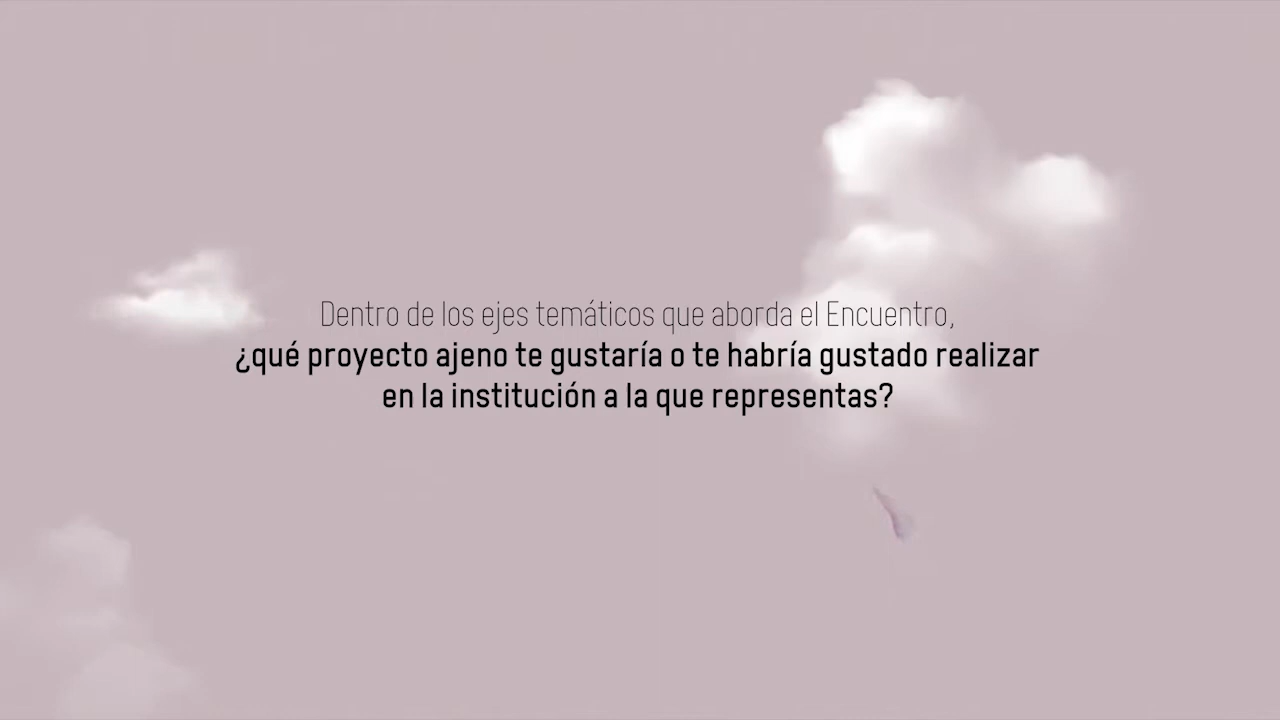 Dentro de los ejes temáticos que aborda el Encuentro,
¿qué proyecto ajeno te gustaría o te habría gustado realizar
en la institución a la que representas?